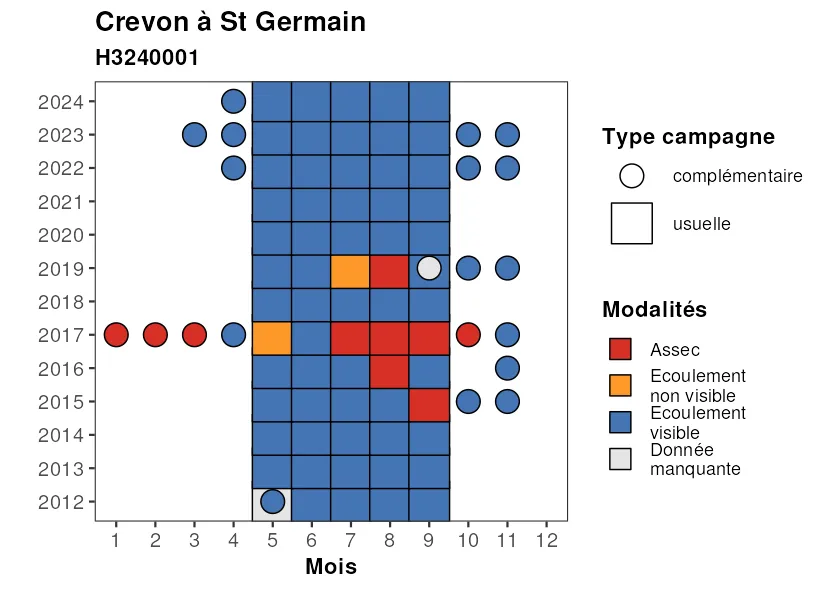 Crevon à St Germain
H3240001
2024
2023
2022
2021
2020
2019
2018
2017
2016
2015
2014
2013
2012
1 2 3 4 5 6 7 8 9 10 11 12
Mois
Type campagne
complémentaire
usuelle
Modalités
Assec
Ecoulement
non visible
Ecoulement
visible
Donnée
manquante